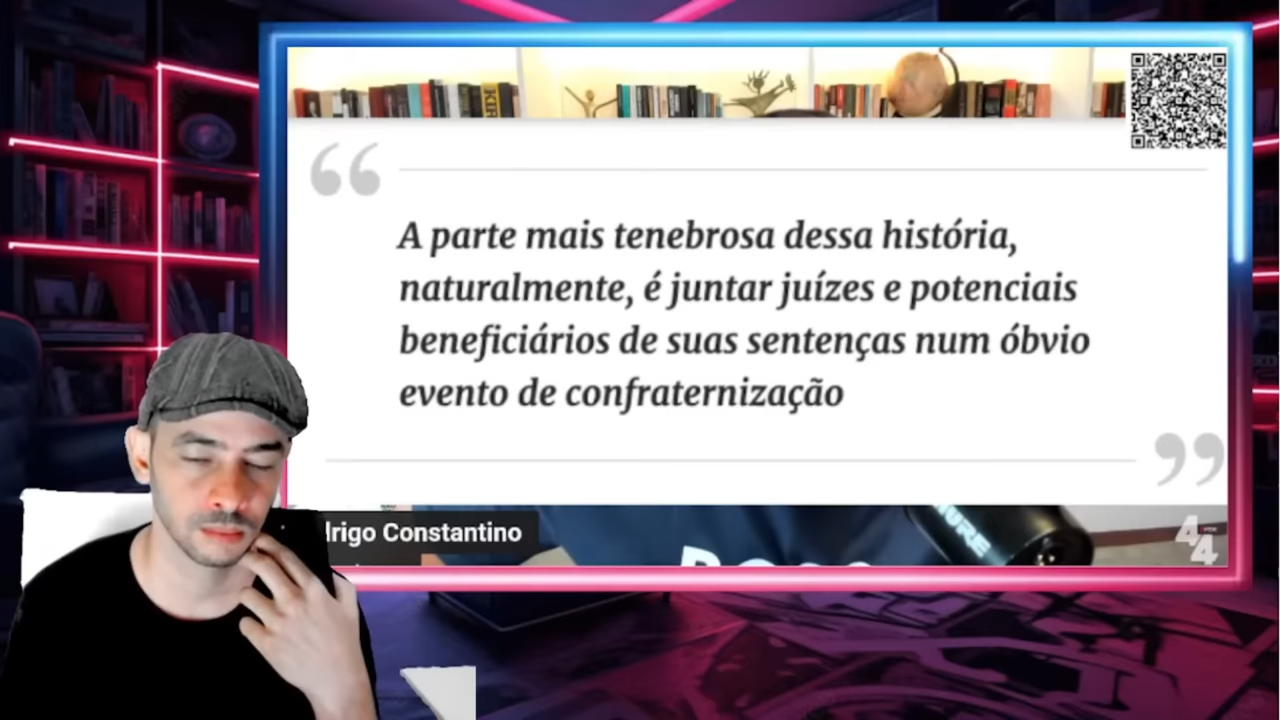 “
A parte mais tenebrosa dessa história,
naturalmente, é juntar juízes e potenciais
beneficiários de suas sentenças num óbvio
evento de confraternização
”
drigo Constantino
44